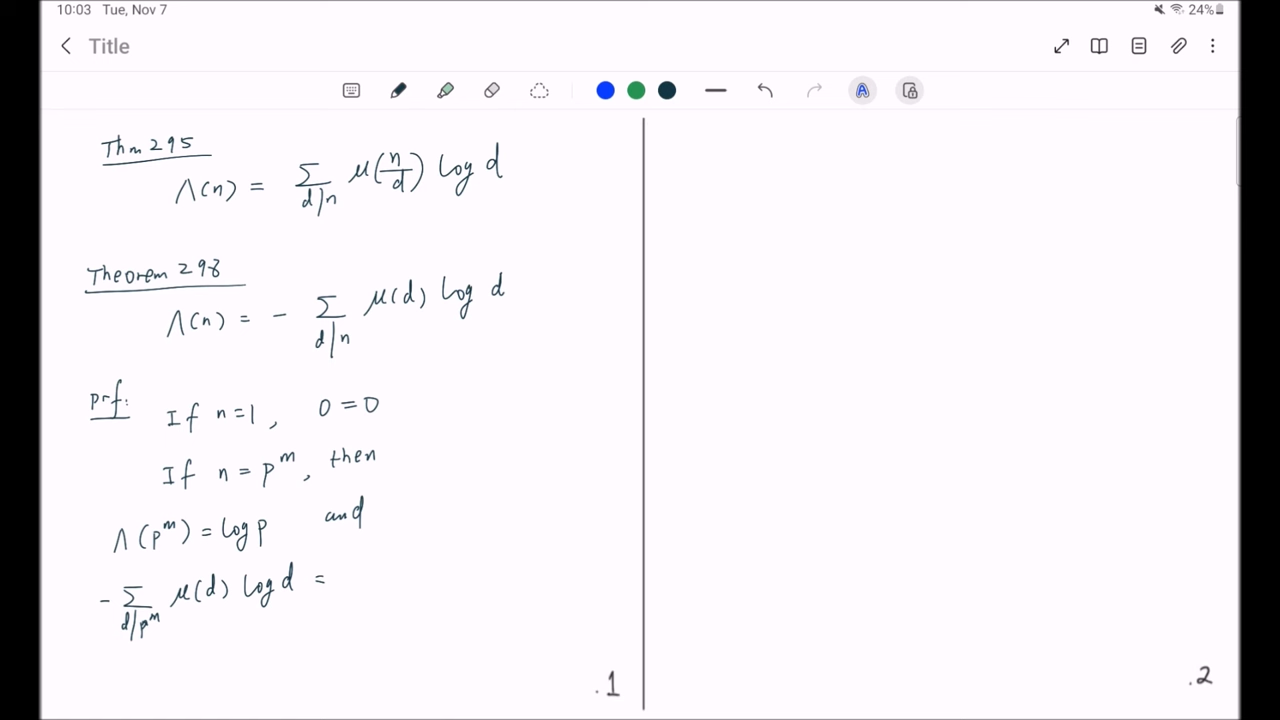 10:03 Tue, Nov 7
24%
Title
A
Thm 295
Λ(n) = Σ_{d|n} μ(n/d) log d
Theorem 298
Λ(n) = - Σ_{d|n} μ(d) log d
prf:
If n=1, 0=0
If n = p^m, then
Λ(p^m) = log p and
- Σ_{d|p^m} μ(d) log d =
.1
.2